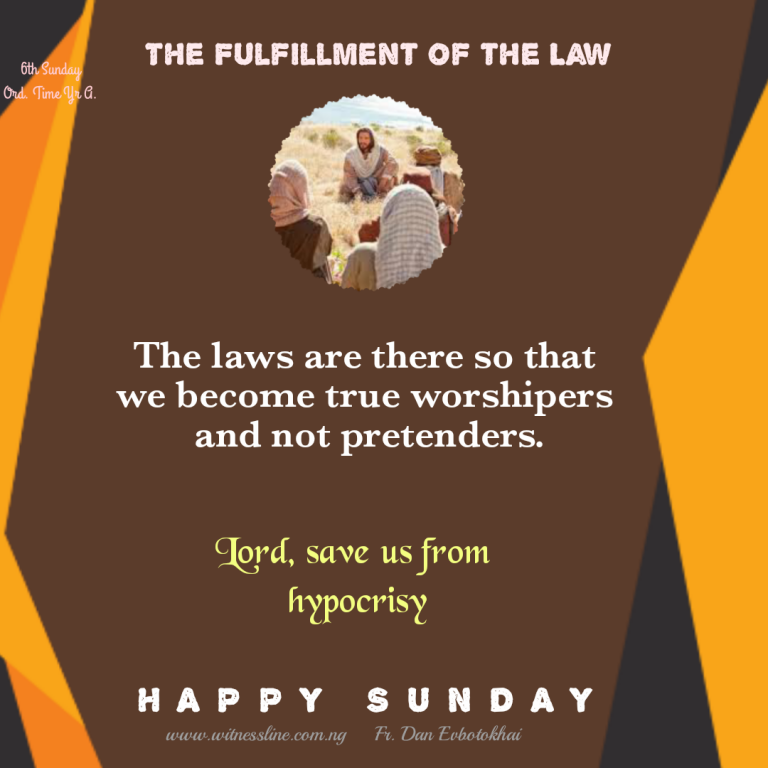 THE FULFILLMENT OF THE LAW
6th Sunday
Ord. Time Yr A.
The laws are there so that
we become true worshipers
and not pretenders.
Lord, save us from
hypocrisy
HAPPY SUNDAY
www.witnessline.com.ng Fr. Dan Evbotokhai